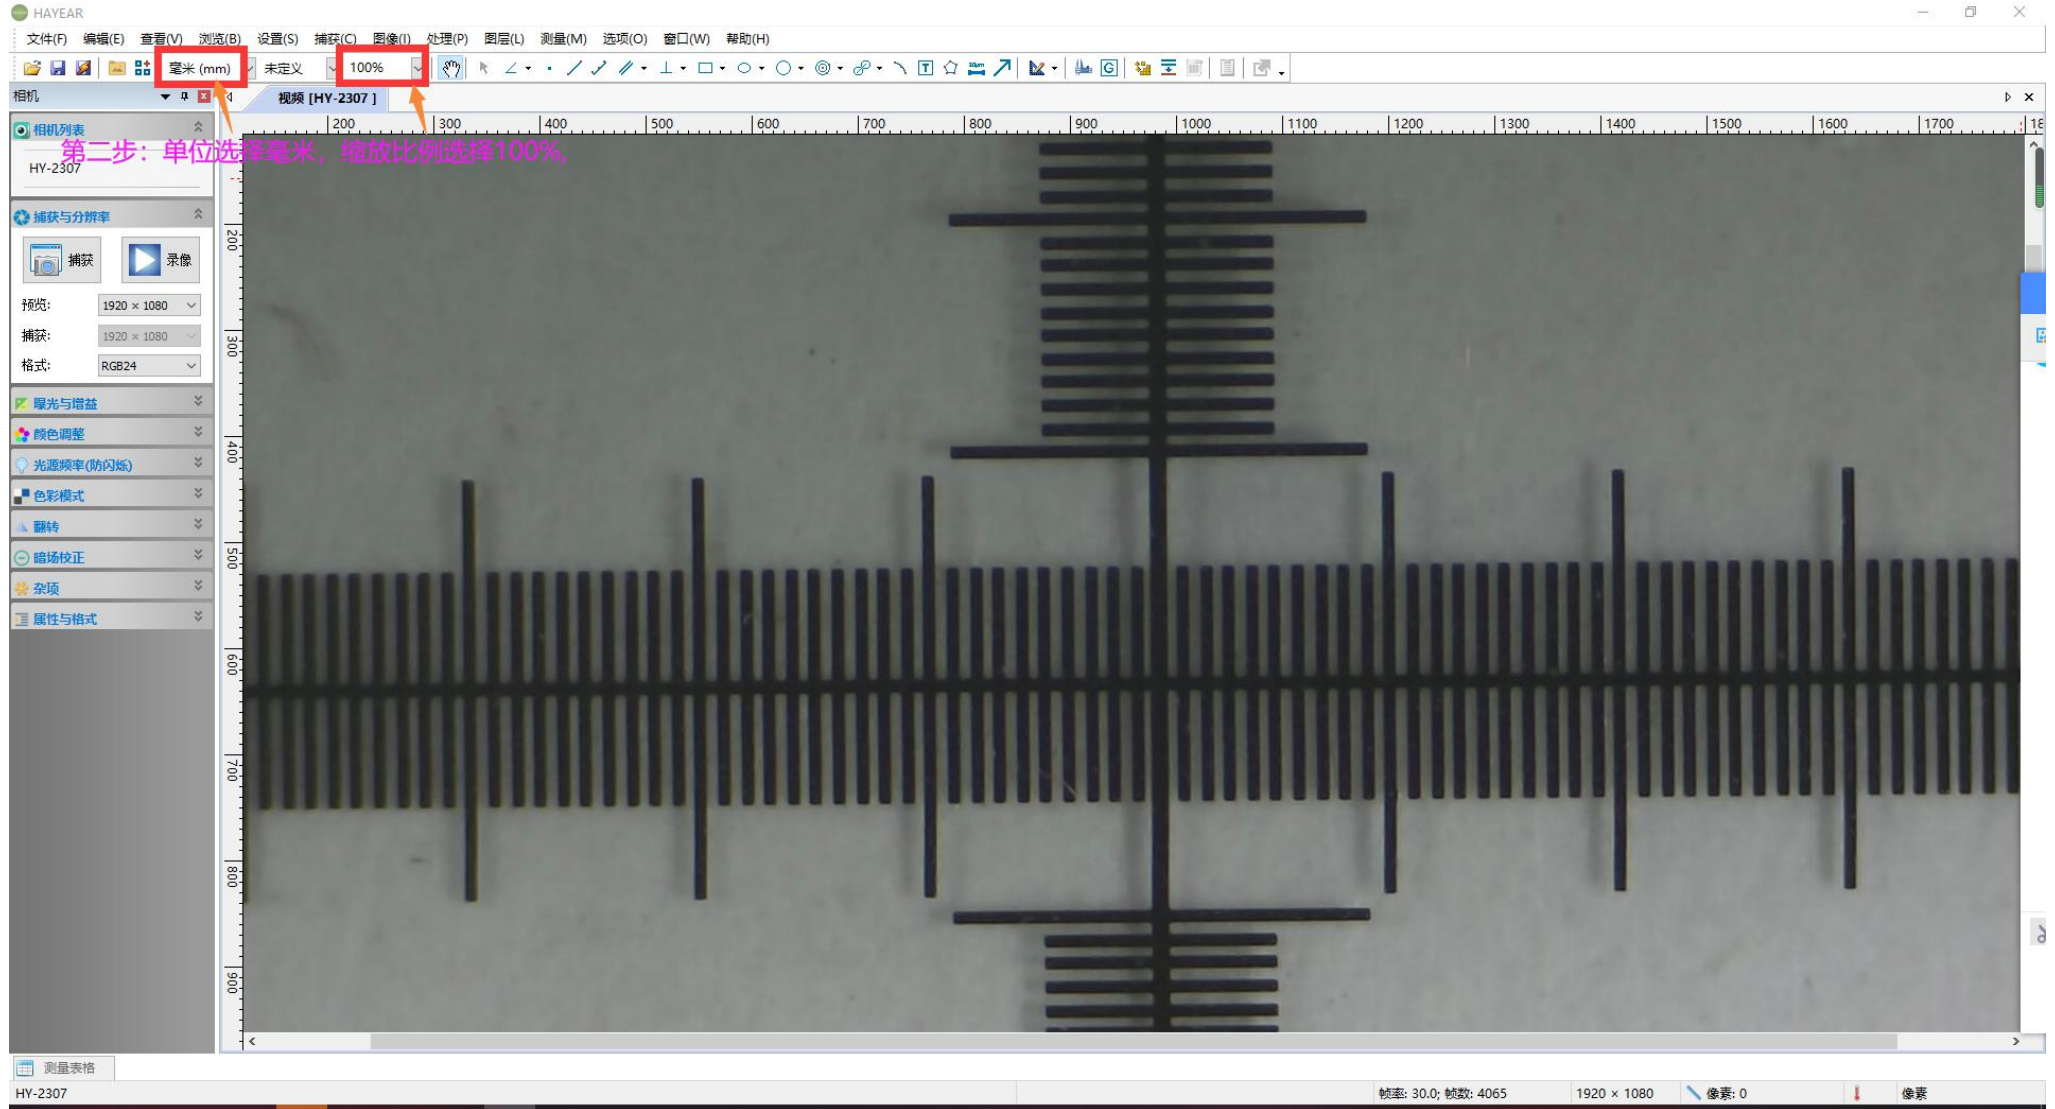 HAYEAR
文件(F) 编辑(E) 查看(V) 浏览(B) 设置(S) 捕获(C) 图像(I) 处理(P) 图层(L) 测量(M) 选项(O) 窗口(W) 帮助(H)
毫米 (mm) 未定义 100%
相机 视频 [HY-2307 ]
200 300 400 500 600 700 800 900 1000 1100 1200 1300 1400 1500 1600 1700 18
相机列表
第二步：单位选择毫米，缩放比例选择100%,
HY-2307
捕获与分辨率
捕获 录像
预览: 1920 × 1080
捕获: 1920 × 1080
格式: RGB24
曝光与增益
颜色调整
光源频率(防闪烁)
色彩模式
翻转
暗场校正
杂项
属性与格式
200
300
400
500
600
700
800
900
测量表格
HY-2307 帧率: 30.0; 帧数: 4065 1920 × 1080 像素: 0 像素